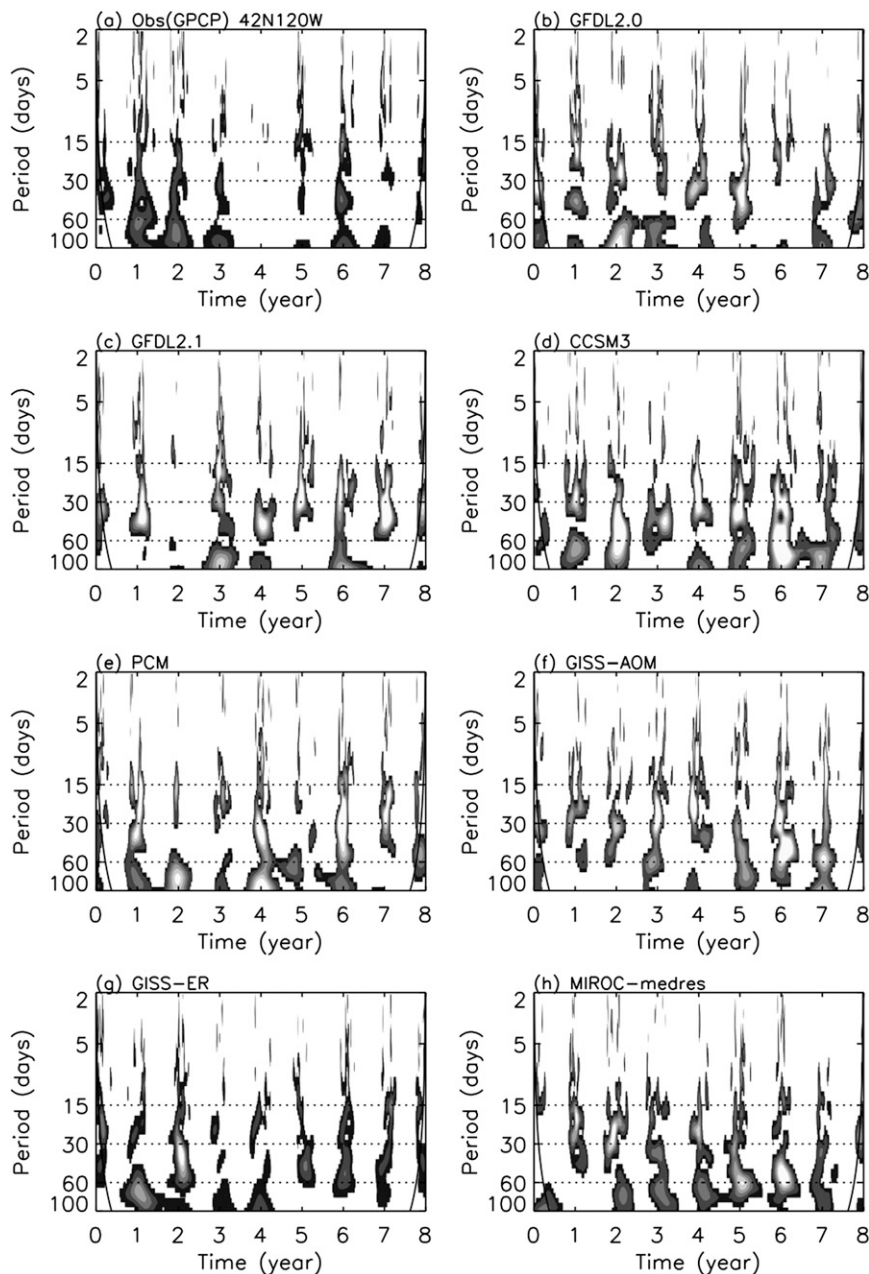 (a) Obs(GPCP) 42N120W
2
5
15
30
60
100
Period (days)
0 1 2 3 4 5 6 7 8
Time (year)
(b) GFDL2.0
2
5
15
30
60
100
Period (days)
0 1 2 3 4 5 6 7 8
Time (year)
(c) GFDL2.1
2
5
15
30
60
100
Period (days)
0 1 2 3 4 5 6 7 8
Time (year)
(d) CCSM3
2
5
15
30
60
100
Period (days)
0 1 2 3 4 5 6 7 8
Time (year)
(e) PCM
2
5
15
30
60
100
Period (days)
0 1 2 3 4 5 6 7 8
Time (year)
(f) GISS-AOM
2
5
15
30
60
100
Period (days)
0 1 2 3 4 5 6 7 8
Time (year)
(g) GISS-ER
2
5
15
30
60
100
Period (days)
0 1 2 3 4 5 6 7 8
Time (year)
(h) MIROC-medres
2
5
15
30
60
100
Period (days)
0 1 2 3 4 5 6 7 8
Time (year)